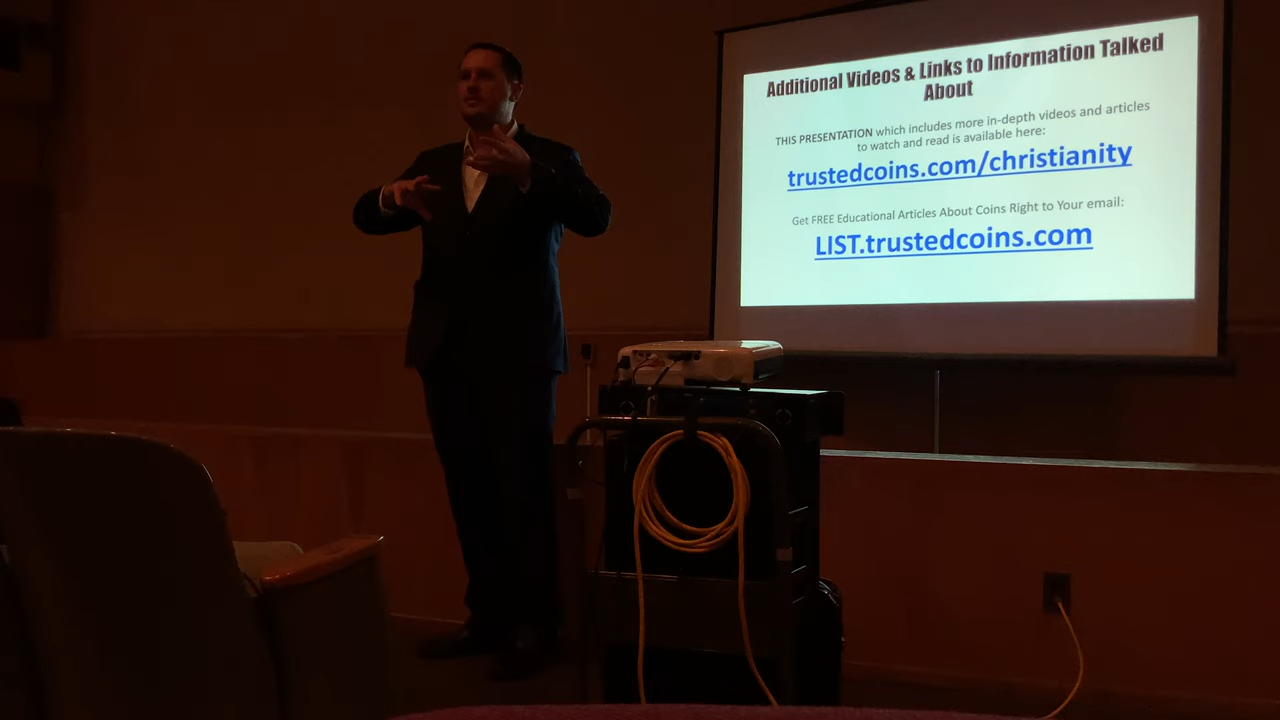 Additional Videos & Links to Information Talked
About
THIS PRESENTATION which includes more in-depth videos and articles
to watch and read is available here:
trustedcoins.com/christianity
Get FREE Educational Articles About Coins Right to Your email:
LIST.trustedcoins.com